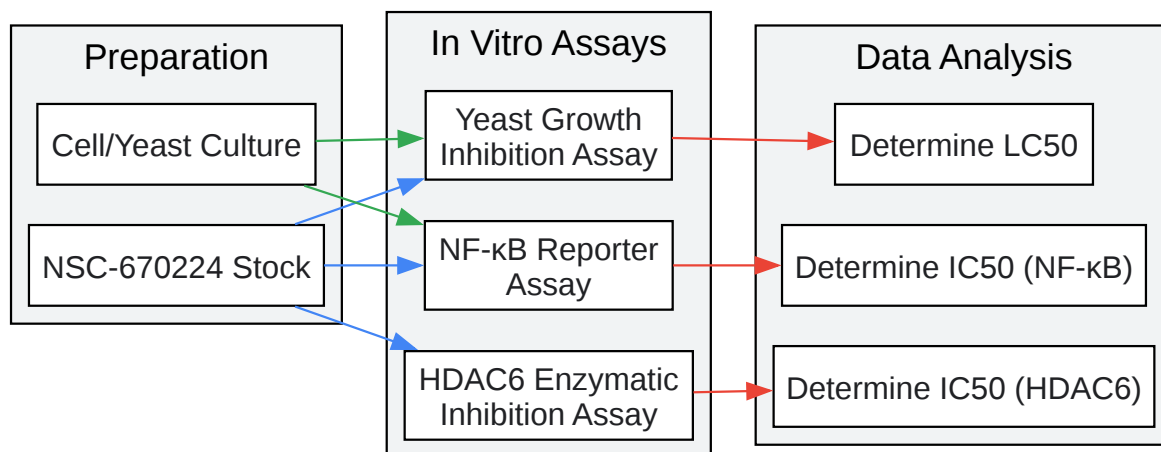 Preparation
Cell/Yeast Culture
NSC-670224 Stock
In Vitro Assays
Yeast Growth
Inhibition Assay
NF-κB Reporter
Assay
HDAC6 Enzymatic
Inhibition Assay
Data Analysis
Determine LC50
Determine IC50 (NF-κB)
Determine IC50 (HDAC6)